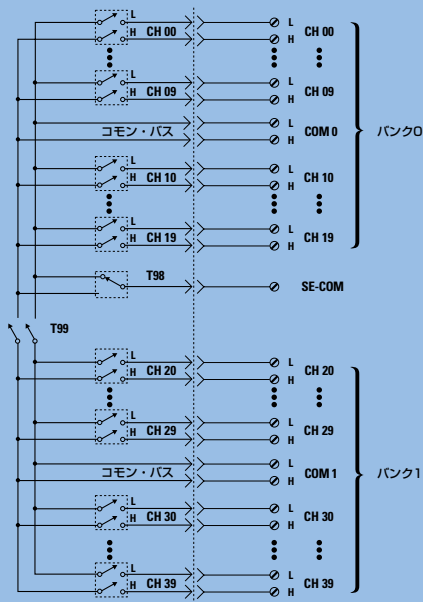 L L
CH 00 CH 00
H H
L L
CH 09 CH 09
H H
L
コモン・バス COM 0 バンク0
H
L L
CH 10 CH 10
H H
L L
CH 19 CH 19
H H
T98 SE-COM
T99
L L
CH 20 CH 20
H H
L L
CH 29 CH 29
H H
L
コモン・バス COM 1 バンク1
H
L L
CH 30 CH 30
H H
L L
CH 39 CH 39
H H